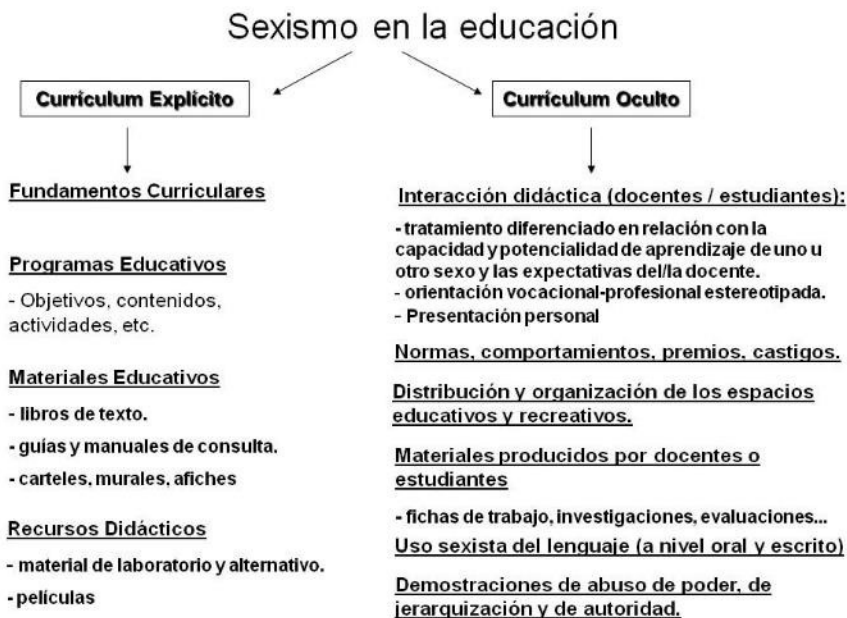 Sexismo en la educación
Currículum Explícito
Fundamentos Curriculares
Programas Educativos
- Objetivos, contenidos,
actividades, etc.
Materiales Educativos
- libros de texto.
- guías y manuales de consulta.
- carteles, murales, afiches
Recursos Didácticos
- material de laboratorio y alternativo.
- películas
Currículum Oculto
Interacción didáctica (docentes / estudiantes):
- tratamiento diferenciado en relación con la
capacidad y potencialidad de aprendizaje de uno u
otro sexo y las expectativas del/la docente.
- orientación vocacional-profesional estereotipada.
- Presentación personal
Normas, comportamientos, premios, castigos.
Distribución y organización de los espacios
educativos y recreativos.
Materiales producidos por docentes o
estudiantes
- fichas de trabajo, investigaciones, evaluaciones...
Uso sexista del lenguaje (a nivel oral y escrito)
Demostraciones de abuso de poder, de
jerarquización y de autoridad.